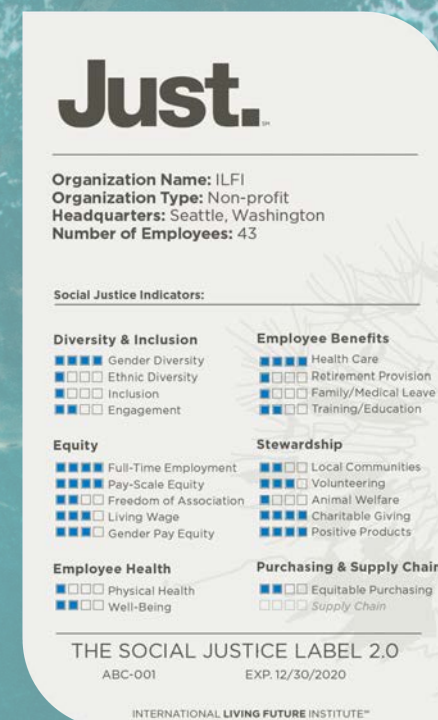 Just.
SM
Organization Name: ILFI
Organization Type: Non-profit
Headquarters: Seattle, Washington
Number of Employees: 43
Social Justice Indicators:
Diversity & Inclusion
Gender Diversity
Ethnic Diversity
Inclusion
Engagement
Equity
Full-Time Employment
Pay-Scale Equity
Freedom of Association
Living Wage
Gender Pay Equity
Employee Health
Physical Health
Well-Being
Employee Benefits
Health Care
Retirement Provision
Family/Medical Leave
Training/Education
Stewardship
Local Communities
Volunteering
Animal Welfare
Charitable Giving
Positive Products
Purchasing & Supply Chain
Equitable Purchasing
Supply Chain
THE SOCIAL JUSTICE LABEL 2.0
ABC-001 EXP. 12/30/2020
INTERNATIONAL LIVING FUTURE INSTITUTE℠